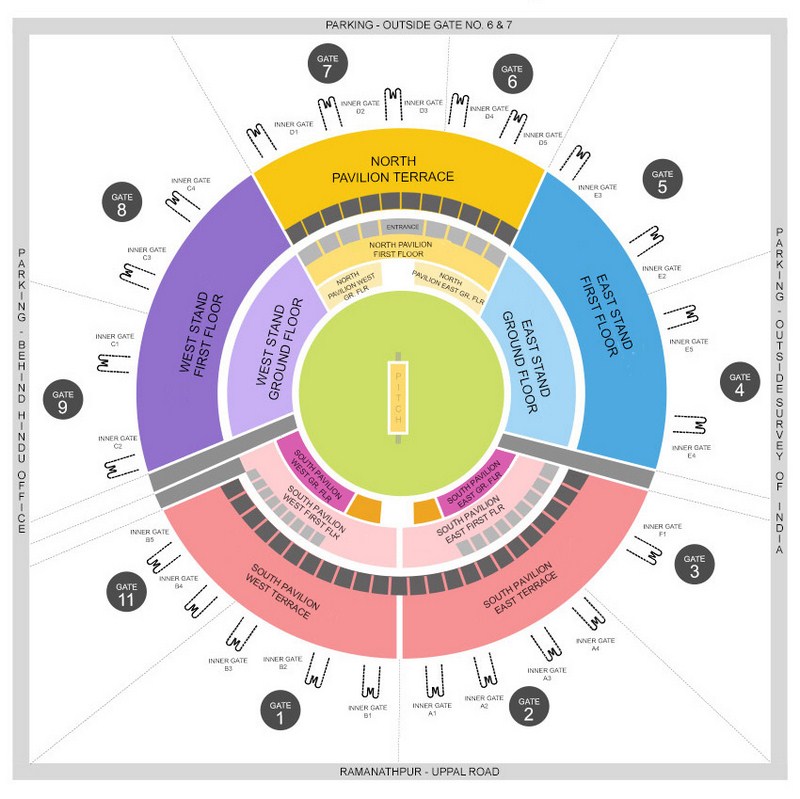 PARKING - OUTSIDE GATE NO. 6 & 7
GATE
7
GATE
6
INNER GATE
D1
INNER GATE
D2
INNER GATE
D3
INNER GATE
D4
INNER GATE
D5
NORTH
PAVILION TERRACE
GATE
8
INNER GATE
C4
INNER GATE
E3
GATE
5
ENTRANCE
NORTH PAVILION
FIRST FLOOR
NORTH
PAVILION WEST
GR. FLR
NORTH
PAVILION EAST GR. FLR
INNER GATE
C3
INNER GATE
E2
PARKING - BEHIND HINDU OFFICE
WEST STAND
FIRST FLOOR
WEST STAND
GROUND FLOOR
EAST STAND
GROUND FLOOR
EAST STAND
FIRST FLOOR
PARKING - OUTSIDE SURVEY OF INDIA
INNER GATE
C1
INNER GATE
E5
GATE
9
PITCH
GATE
4
INNER GATE
C2
INNER GATE
E4
SOUTH PAVILION
WEST GR. FLR
SOUTH PAVILION
EAST GR. FLR
SOUTH PAVILION
WEST FIRST FLR
SOUTH PAVILION
EAST FIRST FLR
INNER GATE
B5
INNER GATE
F1
GATE
3
INNER GATE
B4
GATE
11
SOUTH PAVILION
WEST TERRACE
SOUTH PAVILION
EAST TERRACE
INNER GATE
A4
INNER GATE
B3
INNER GATE
B2
INNER GATE
A3
GATE
1
INNER GATE
B1
INNER GATE
A1
INNER GATE
A2
GATE
2
RAMANATHPUR - UPPAL ROAD